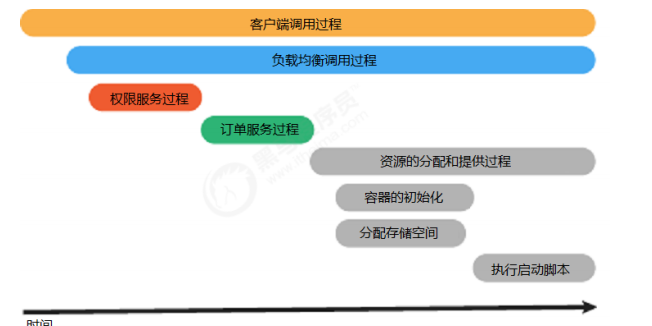 客户端调用过程
负载均衡调用过程
权限服务过程
订单服务过程
资源的分配和提供过程
容器的初始化
分配存储空间
执行启动脚本
时间